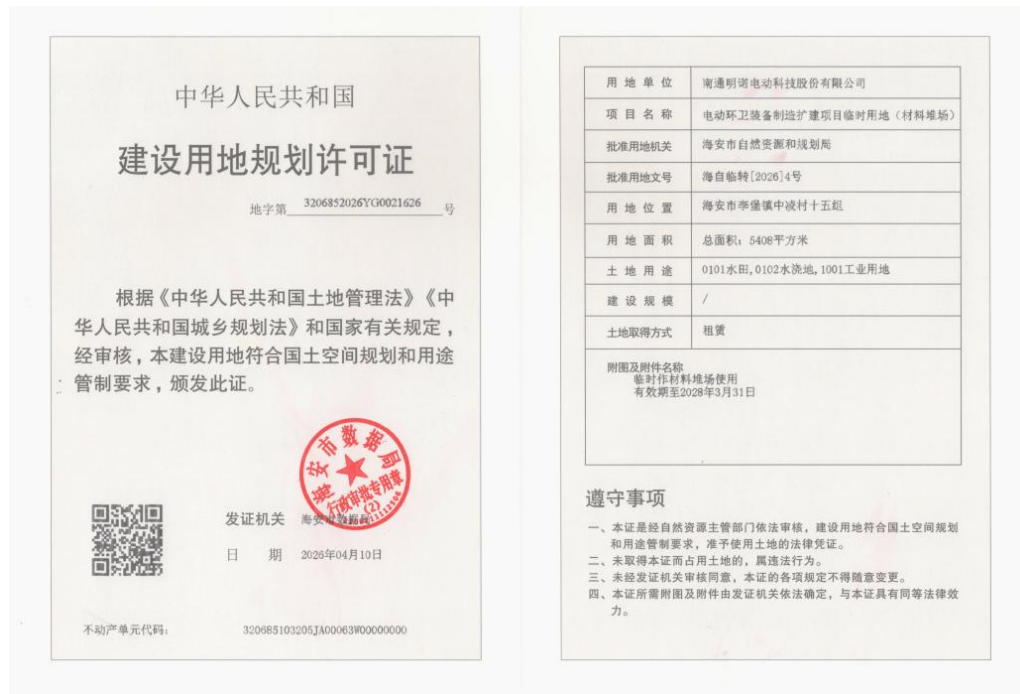 中华人民共和国
建设用地规划许可证
地字第 3206852026YG0021626 号
根据《中华人民共和国土地管理法》《中
华人民共和国城乡规划法》和国家有关规定，
经审核，本建设用地符合国土空间规划和用途
管制要求，颁发此证。
海安市数据局
行政审批专用章
(2)
发证机关 海安市数据局
日 期 2026年04月10日
不动产单元代码： 320685103205JA00063W00000000
用地单位 南通明诺电动科技股份有限公司
项目名称 电动环卫装备制造扩建项目临时用地（材料堆场）
批准用地机关 海安市自然资源和规划局
批准用地文号 海自临转[2026]4号
用地位置 海安市李堡镇中凌村十五组
用地面积 总面积：5408平方米
土地用途 0101水田,0102水浇地,1001工业用地
建设规模 /
土地取得方式 租赁
附图及附件名称
临时作材料堆场使用
有效期至2028年3月31日
遵守事项
一、本证是经自然资源主管部门依法审核，建设用地符合国土空间规划
和用途管制要求，准予使用土地的法律凭证。
二、未取得本证而占用土地的，属违法行为。
三、未经发证机关审核同意，本证的各项规定不得随意变更。
四、本证所需附图及附件由发证机关依法确定，与本证具有同等法律效
力。